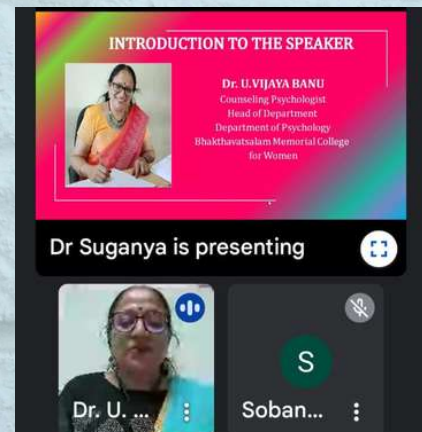 INTRODUCTION TO THE SPEAKER
Dr. U.VIJAYA BANU
Counseling Psychologist
Head of Department
Department of Psychology
Bhakthavatsalam Memorial College
for Women
Dr Suganya is presenting
Dr. U. ...
S
Soban...